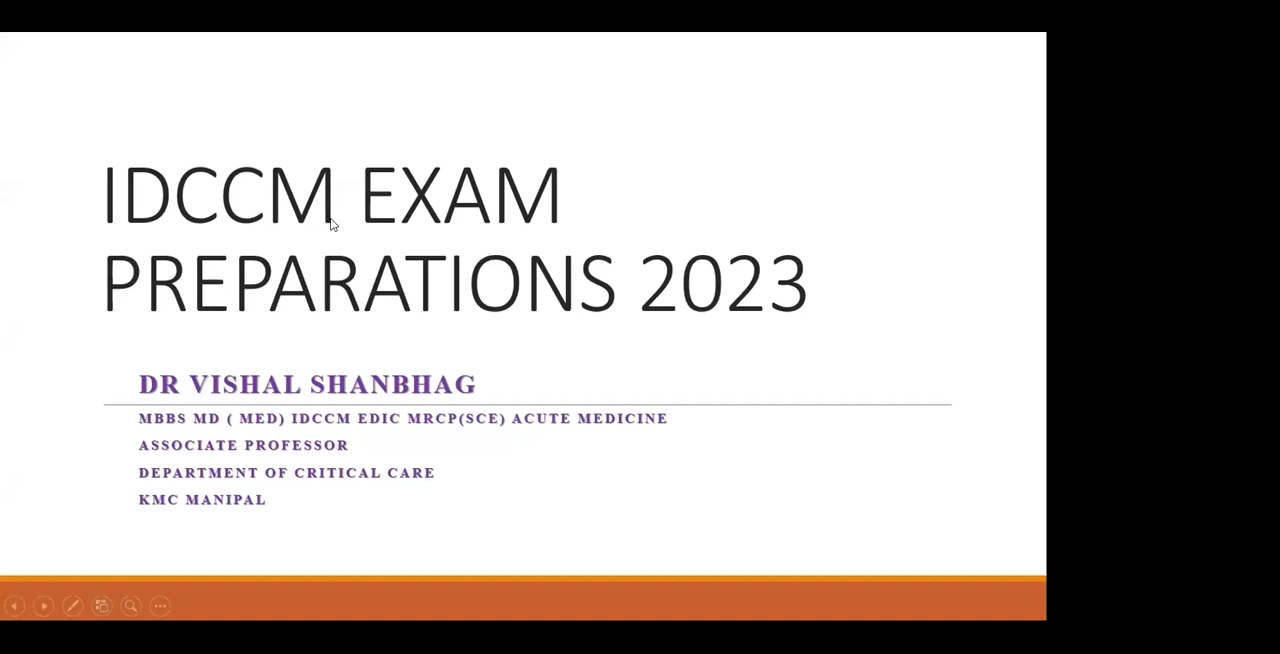 IDCCM EXAM
PREPARATIONS 2023
DR VISHAL SHANBHAG
MBBS MD ( MED) IDCCM EDIC MRCP(SCE) ACUTE MEDICINE
ASSOCIATE PROFESSOR
DEPARTMENT OF CRITICAL CARE
KMC MANIPAL